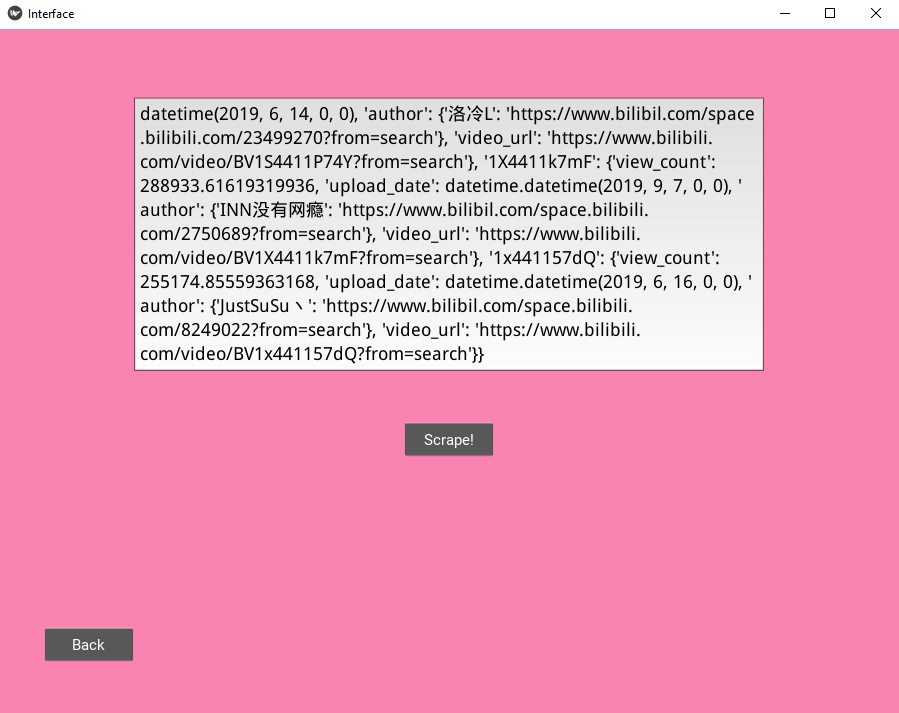 Interface
datetime(2019, 6, 14, 0, 0), 'author': {'洛冷L': 'https://www.bilibil.com/space
.bilibili.com/23499270?from=search'}, 'video_url': 'https://www.bilibili.
com/video/BV1S4411P74Y?from=search'}, '1X4411k7mF': {'view_count':
288933.61619319936, 'upload_date': datetime.datetime(2019, 9, 7, 0, 0), '
author': {'INN没有网瘾': 'https://www.bilibil.com/space.bilibili.
com/2750689?from=search'}, 'video_url': 'https://www.bilibili.
com/video/BV1X4411k7mF?from=search'}, '1x441157dQ': {'view_count':
255174.85559363168, 'upload_date': datetime.datetime(2019, 6, 16, 0, 0), '
author': {'JustSuSu丶': 'https://www.bilibil.com/space.bilibili.
com/8249022?from=search'}, 'video_url': 'https://www.bilibili.
com/video/BV1x441157dQ?from=search'}}
Scrape!
Back